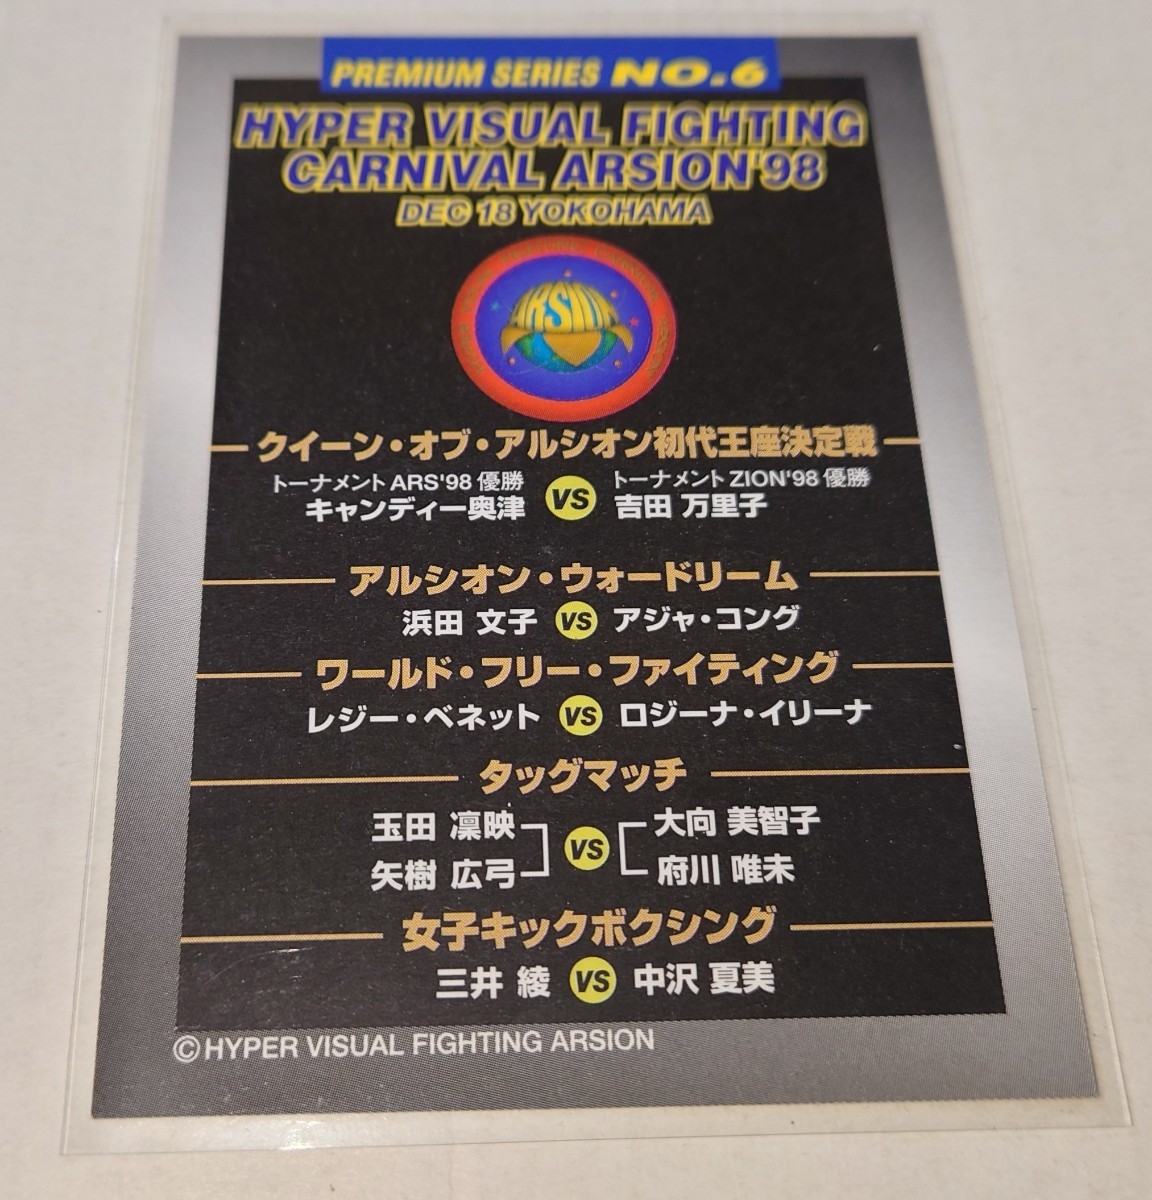 PREMIUM SERIES NO.6
HYPER VISUAL FIGHTING
CARNIVAL ARSION'98
DEC 18 YOKOHAMA
ARSION
クイーン・オブ・アルシオン初代王座決定戦
トーナメントARS'98 優勝 VS トーナメントZION'98 優勝
キャンディー奥津 吉田 万里子
アルシオン・ウォードリーム
浜田 文子 VS アジャ・コング
ワールド・フリー・ファイティング
レジー・ベネット VS ロジーナ・イリーナ
タッグマッチ
玉田 凜映 大向 美智子
VS
矢樹 広弓 府川 唯未
女子キックボクシング
三井 綾 VS 中沢 夏美
©HYPER VISUAL FIGHTING ARSION